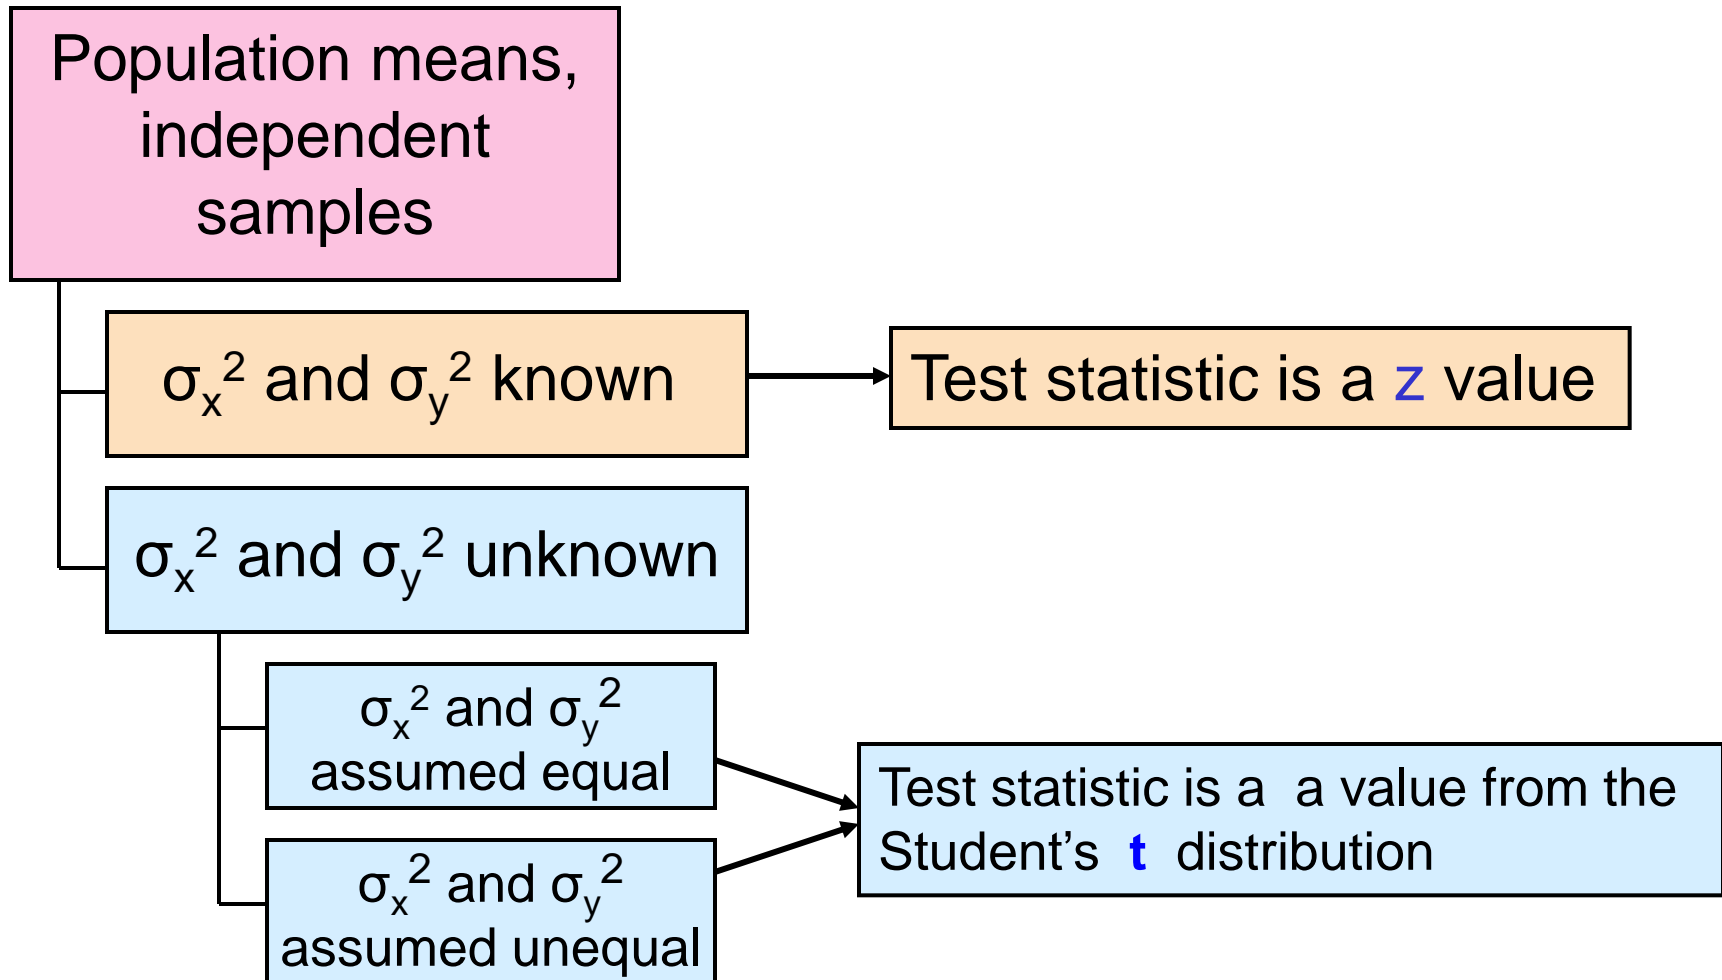 Population means,
independent
samples
σx² and σy² known
Test statistic is a z value
σx² and σy² unknown
σx² and σy²
assumed equal
Test statistic is a  a value from the
Student’s  t  distribution
σx² and σy²
assumed unequal